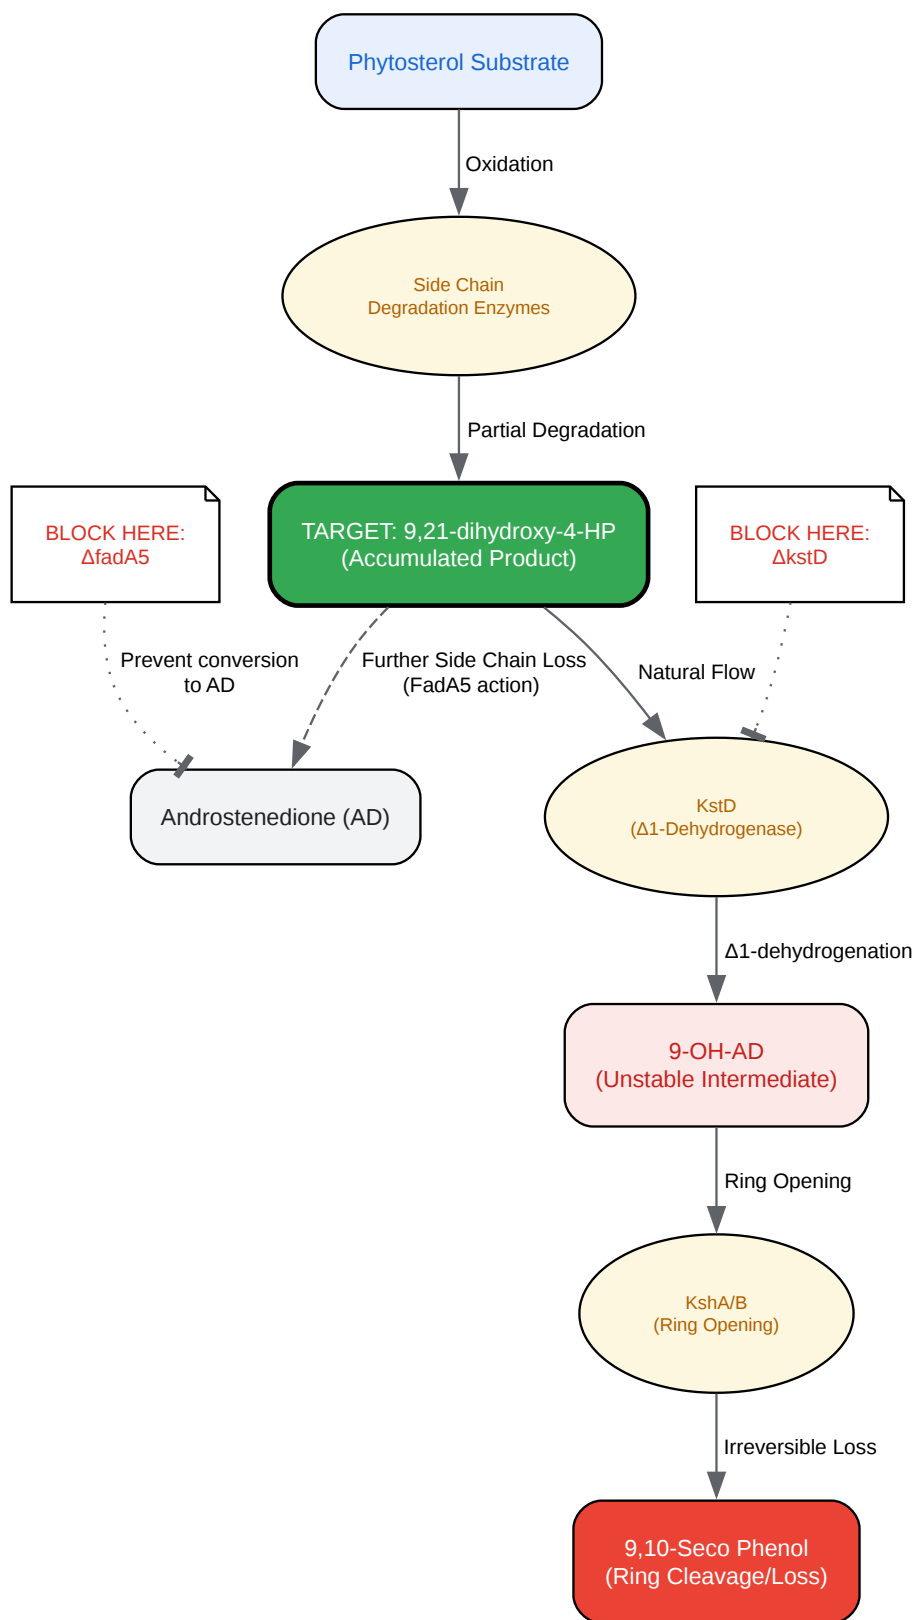 Phytosterol Substrate
Oxidation
Side Chain
Degradation Enzymes
Partial Degradation
BLOCK HERE:
ΔfadA5
TARGET: 9,21-dihydroxy-4-HP
(Accumulated Product)
BLOCK HERE:
ΔkstD
Prevent conversion
to AD
Further Side Chain Loss
(FadA5 action)
Natural Flow
Androstenedione (AD)
KstD
(Δ1-Dehydrogenase)
Δ1-dehydrogenation
9-OH-AD
(Unstable Intermediate)
Ring Opening
KshA/B
(Ring Opening)
Irreversible Loss
9,10-Seco Phenol
(Ring Cleavage/Loss)